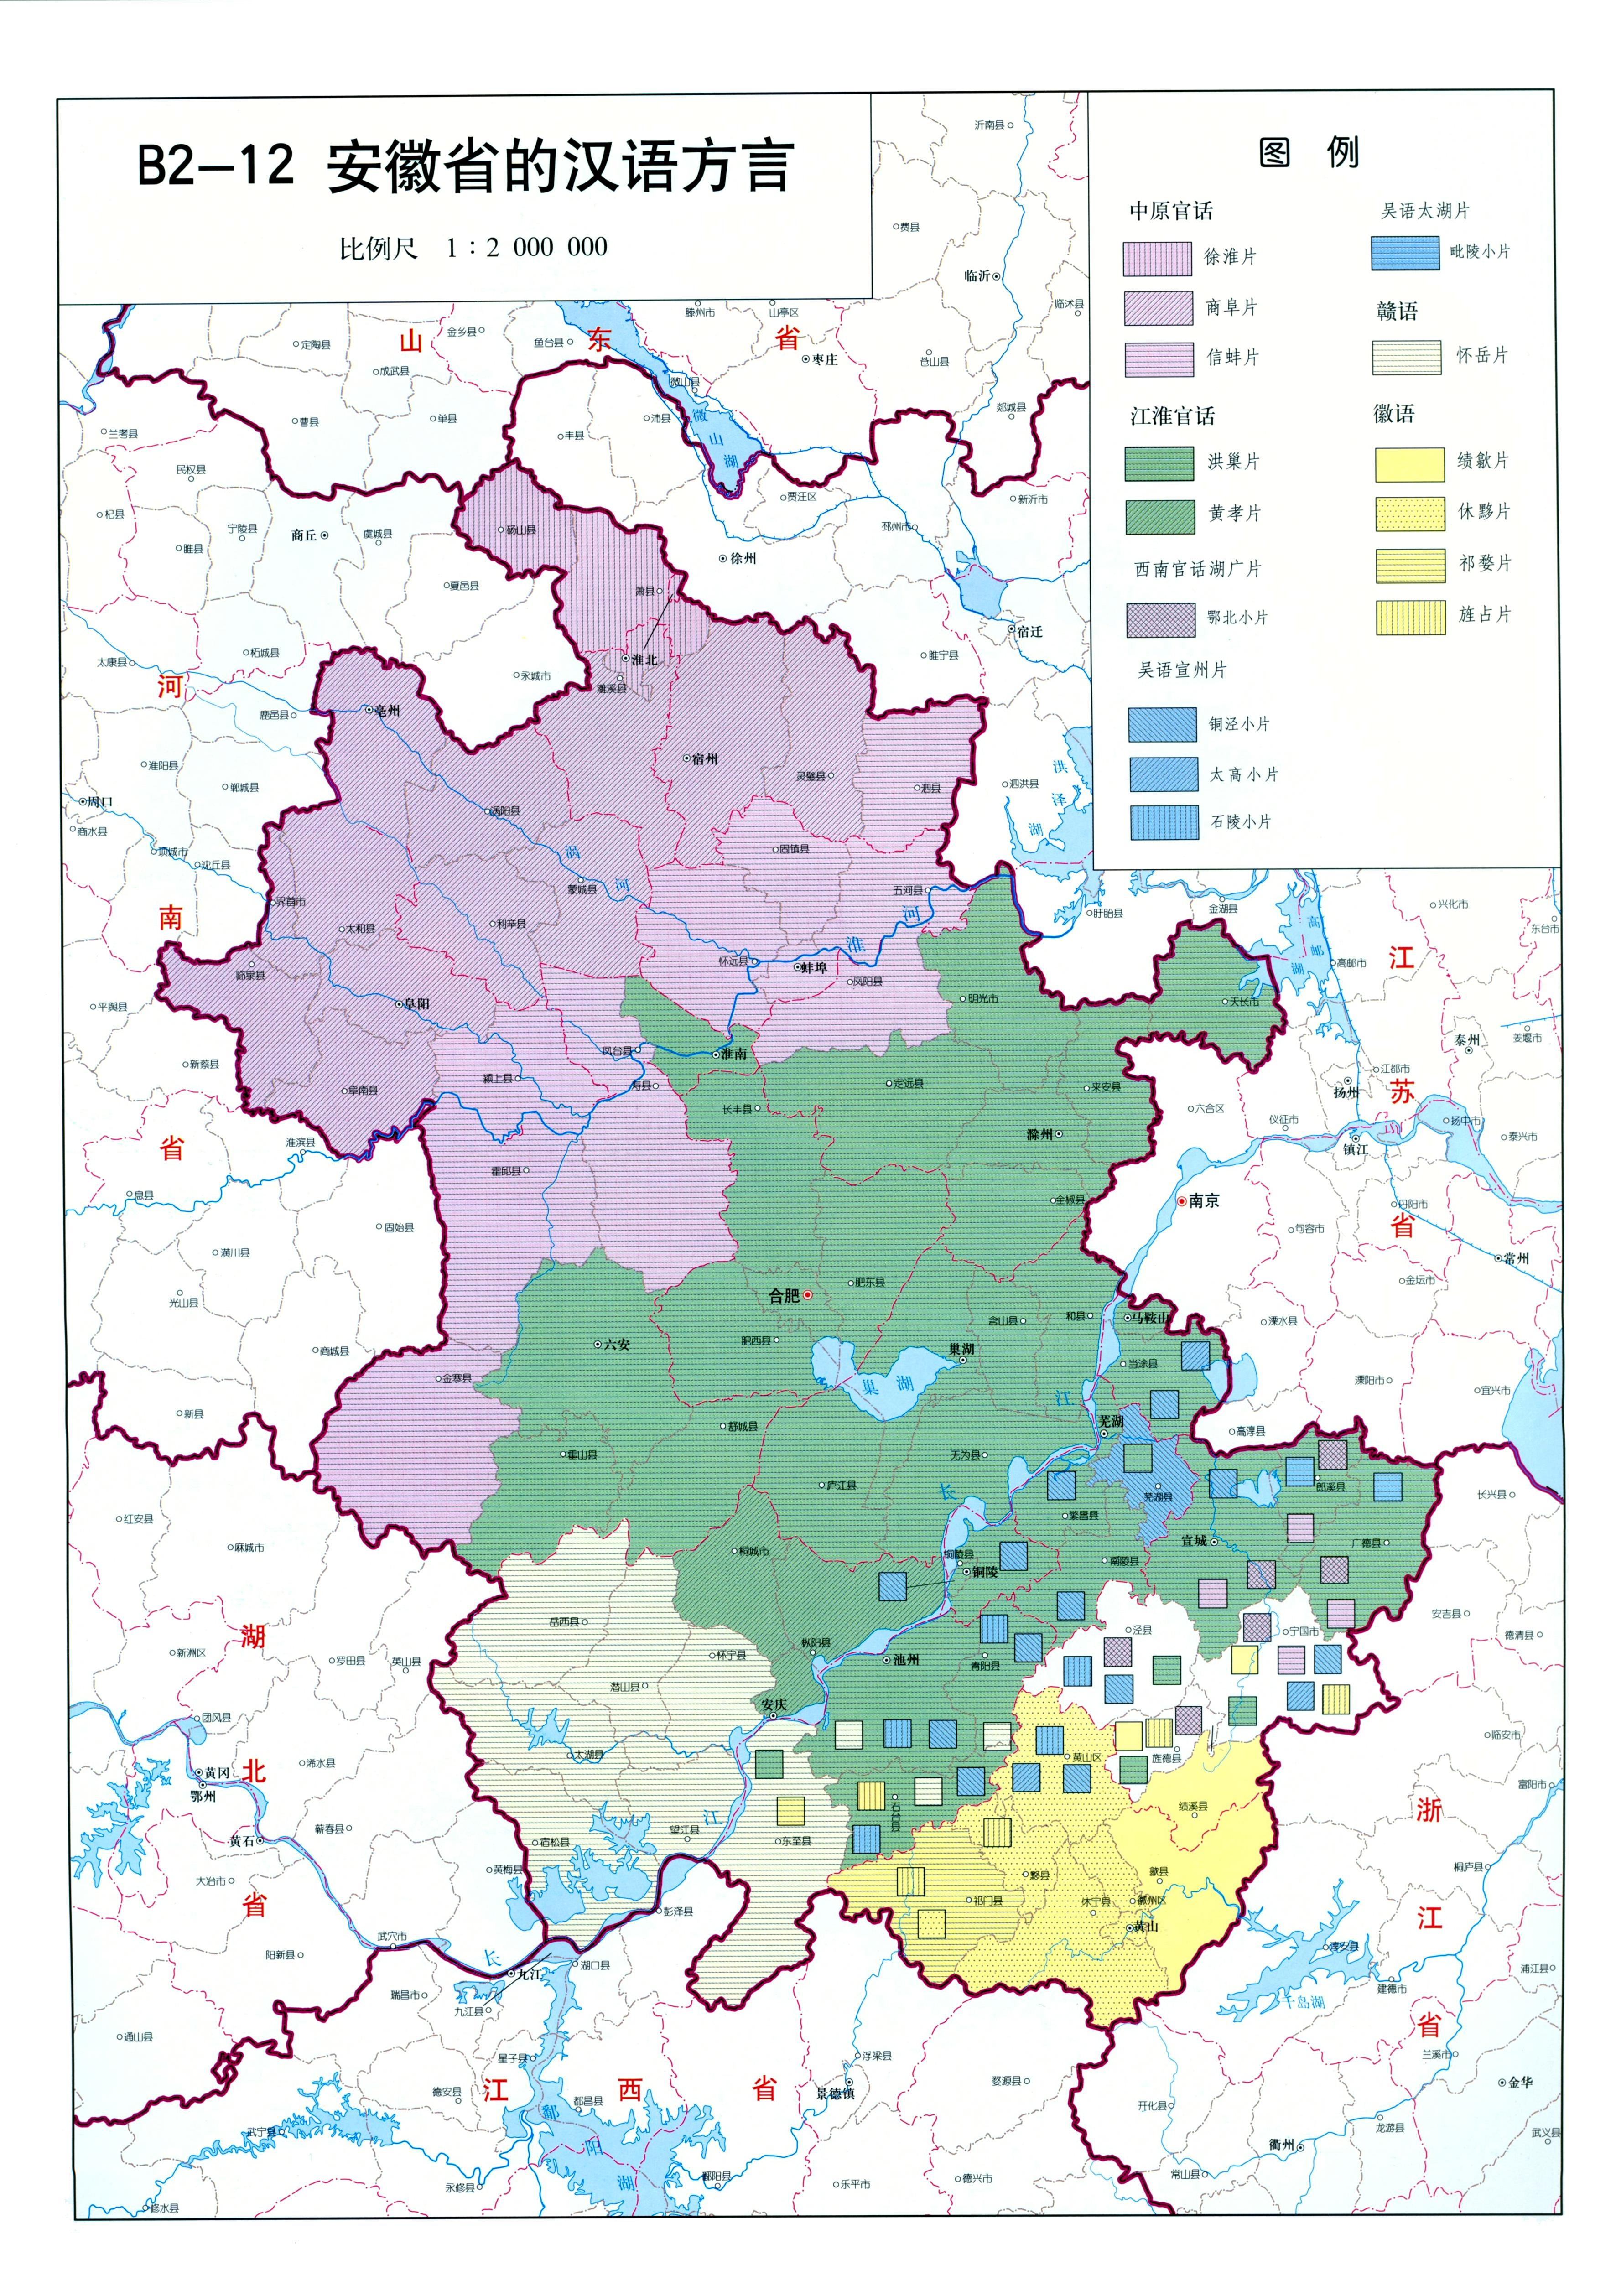 B2—12 安徽省的汉语方言
比例尺 1：2 000 000
图 例
中原官话
徐淮片
商阜片
信蚌片
江淮官话
洪巢片
黄孝片
西南官话湖广片
鄂北小片
吴语宣州片
铜泾小片
太高小片
石陵小片
吴语太湖片
毗陵小片
赣语
怀岳片
徽语
绩歙片
休黟片
祁婺片
旌占片
沂南县
费县
临沂
临沭县
滕州市
山亭区
山
东
省
金乡县
鱼台县
定陶县
成武县
枣庄
苍山县
微山县
曹县
单县
沛县
丰县
微
山
湖
郯城县
兰考县
民权县
贾汪区
新沂市
杞县
宁陵县
商丘
虞城县
砀山县
邳州市
睢县
徐州
夏邑县
萧县
宿迁
太康县
柘城县
永城市
淮北
濉溪县
睢宁县
河
鹿邑县
亳州
淮阳县
郸城县
宿州
灵璧县
泗县
泗洪县
洪
泽
湖
周口
商水县
涡阳县
项城市
沈丘县
固镇县
涡
河
蒙城县
五河县
南
界首市
太和县
利辛县
淮
河
盱眙县
金湖县
高
邮
湖
兴化市
东台市
江
临泉县
怀远县
蚌埠
凤阳县
高邮市
平舆县
阜阳
明光市
天长市
泰州
姜堰市
新蔡县
凤台县
淮南
江都市
扬州
苏
颍上县
寿县
定远县
来安县
阜南县
长丰县
六合区
仪征市
扬中市
泰兴市
省
淮滨县
滁州
镇江
息县
霍邱县
全椒县
南京
丹阳市
省
固始县
句容市
潢川县
常州
光山县
肥东县
合肥
金坛市
含山县
和县
马鞍山
溧水县
商城县
六安
肥西县
巢湖
当涂县
巢
湖
金寨县
江
溧阳市
宜兴市
新县
舒城县
芜湖
高淳县
霍山县
无为县
庐江县
长
芜湖县
郎溪县
长兴县
红安县
繁昌县
麻城市
桐城市
铜陵县
铜陵
南陵县
宣城
广德县
岳西县
安吉县
湖
泾县
宁国市
德清县
新洲区
罗田县
英山县
枞阳县
怀宁县
池州
青阳县
潜山县
团风县
安庆
临安市
黄冈
鄂州
浠水县
北
太湖县
黄山区
旌德县
富阳市
石台县
绩溪县
浙
黄石
蕲春县
宿松县
望江县
江
东至县
黄梅县
歙县
桐庐县
大冶市
黟县
省
祁门县
休宁县
徽州区
黄山
江
武穴市
彭泽县
阳新县
长
湖口县
九江
淳安县
建德市
浦江县
瑞昌市
九江县
千岛湖
省
通山县
星子县
浮梁县
兰溪市
德安县
江
西
省
都昌县
景德镇
婺源县
金华
开化县
武宁县
鄱
阳
湖
龙游县
衢州
武义县
永修县
鄱阳县
乐平市
德兴市
常山县
修水县